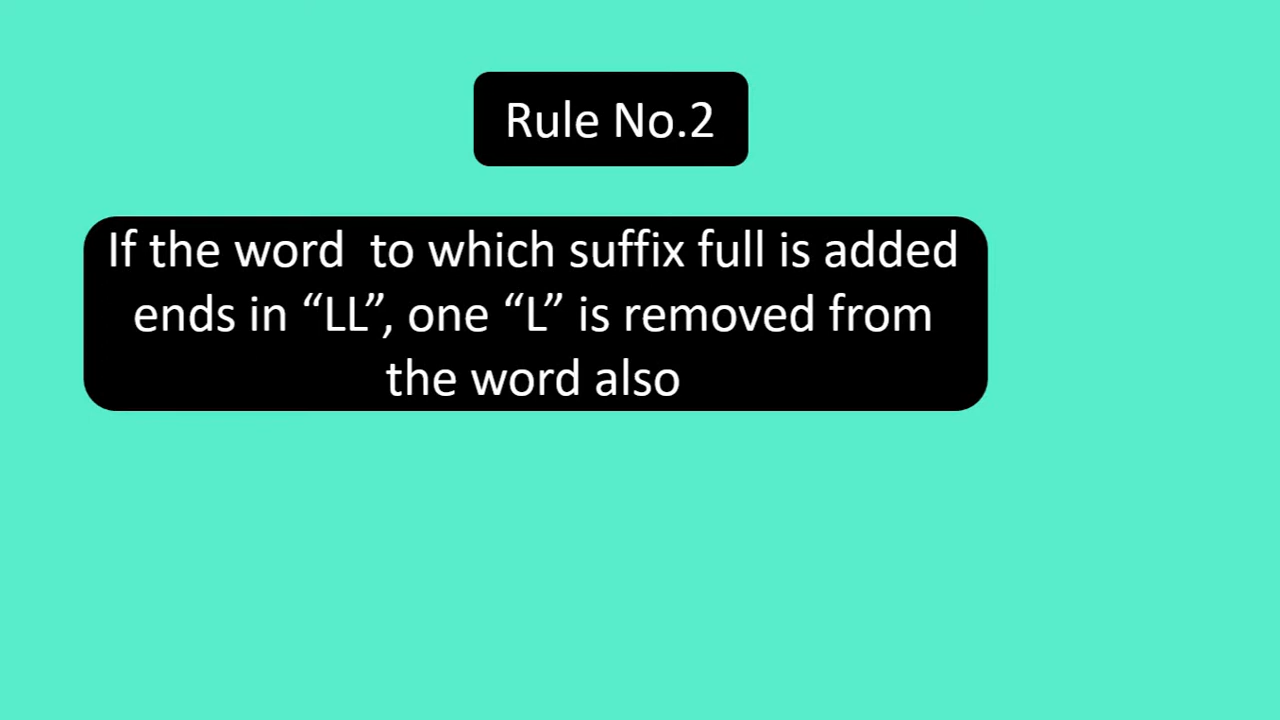 Rule No.2
If the word  to which suffix full is added
ends in “LL”, one “L” is removed from
the word also